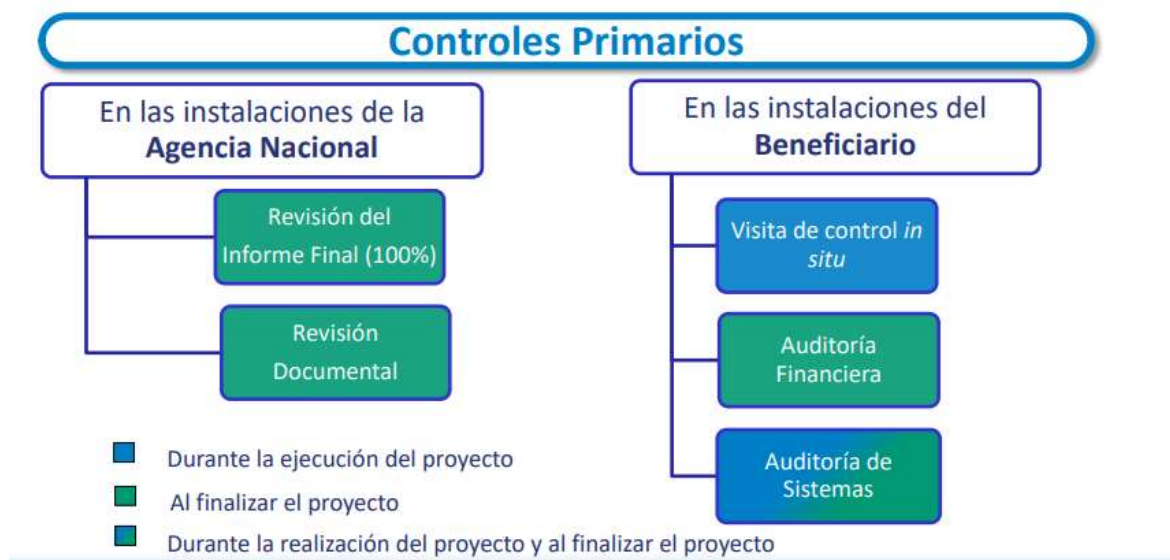 Controles Primarios
En las instalaciones de la
Agencia Nacional
Revisión del
Informe Final (100%)
Revisión
Documental
En las instalaciones del
Beneficiario
Visita de control in
situ
Auditoría
Financiera
Auditoría de
Sistemas
Durante la ejecución del proyecto
Al finalizar el proyecto
Durante la realización del proyecto y al finalizar el proyecto